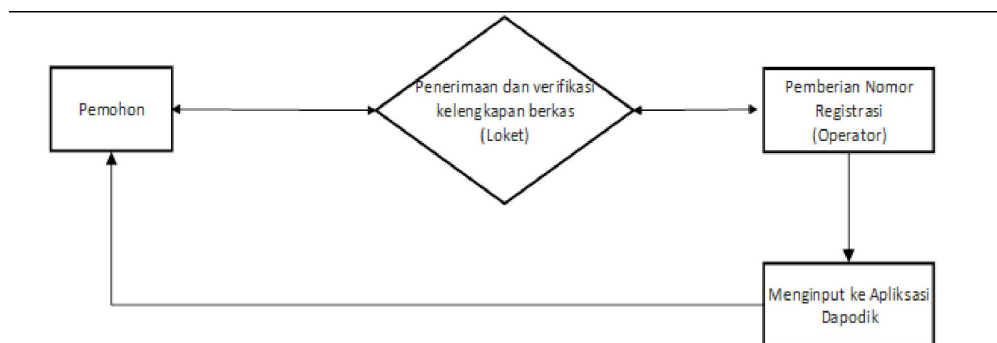 Pemohon
Penerimaan dan verifikasi
kelengkapan berkas
(Loket)
Pemberian Nomor
Registrasi
(Operator)
Menginput ke Apliksasi
Dapodik